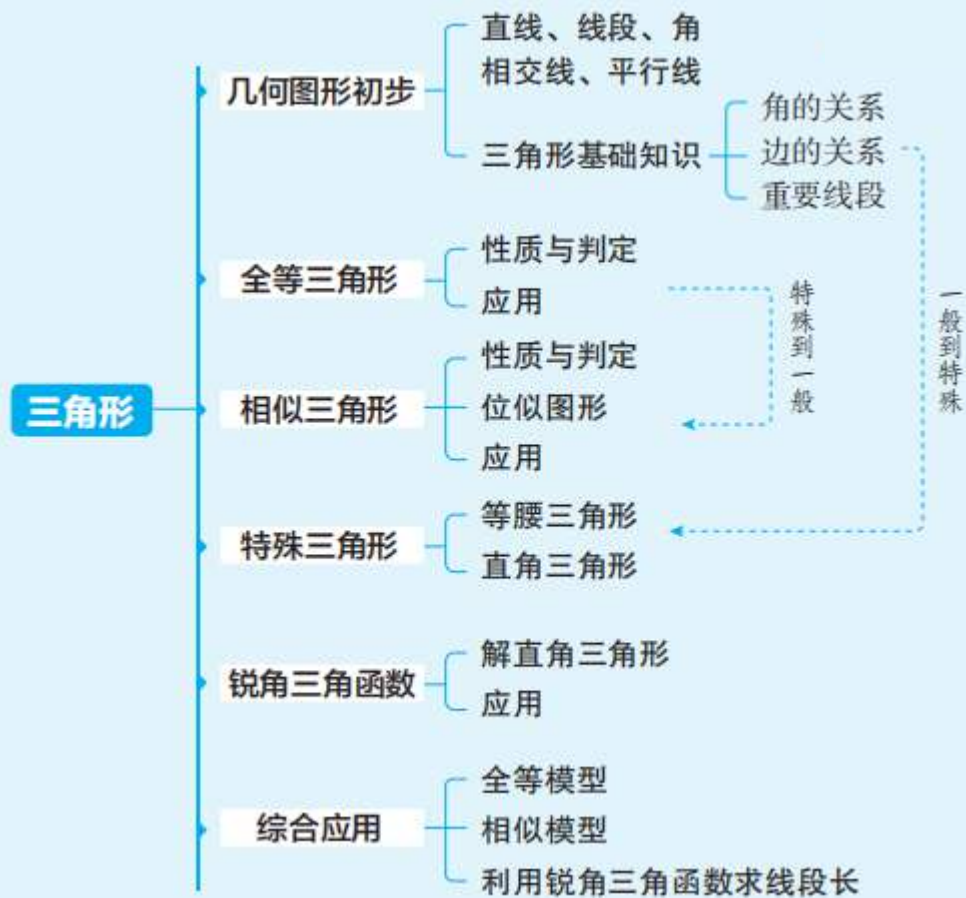 三角形
几何图形初步
直线、线段、角
相交线、平行线
三角形基础知识
角的关系
边的关系
重要线段
全等三角形
性质与判定
应用
相似三角形
性质与判定
位似图形
应用
特殊到一般
一般到特殊
特殊三角形
等腰三角形
直角三角形
锐角三角函数
解直角三角形
应用
综合应用
全等模型
相似模型
利用锐角三角函数求线段长